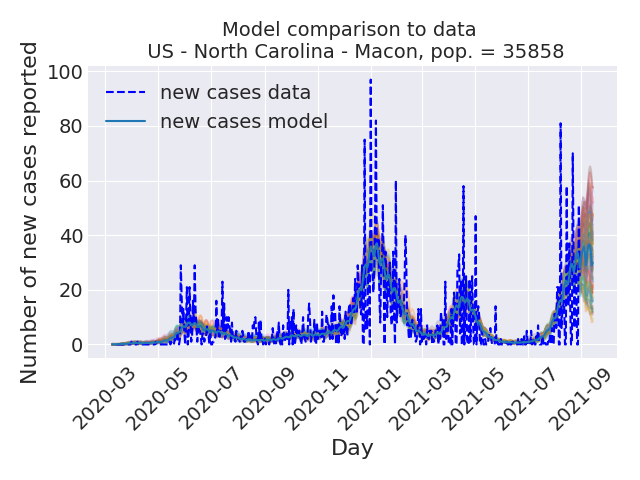 Model comparison to data
US - North Carolina - Macon, pop. = 35858
Number of new cases reported
100
80
60
40
20
0
new cases data
new cases model
2020-03
2020-05
2020-07
2020-09
2020-11
2021-01
2021-03
2021-05
2021-07
2021-09
Day